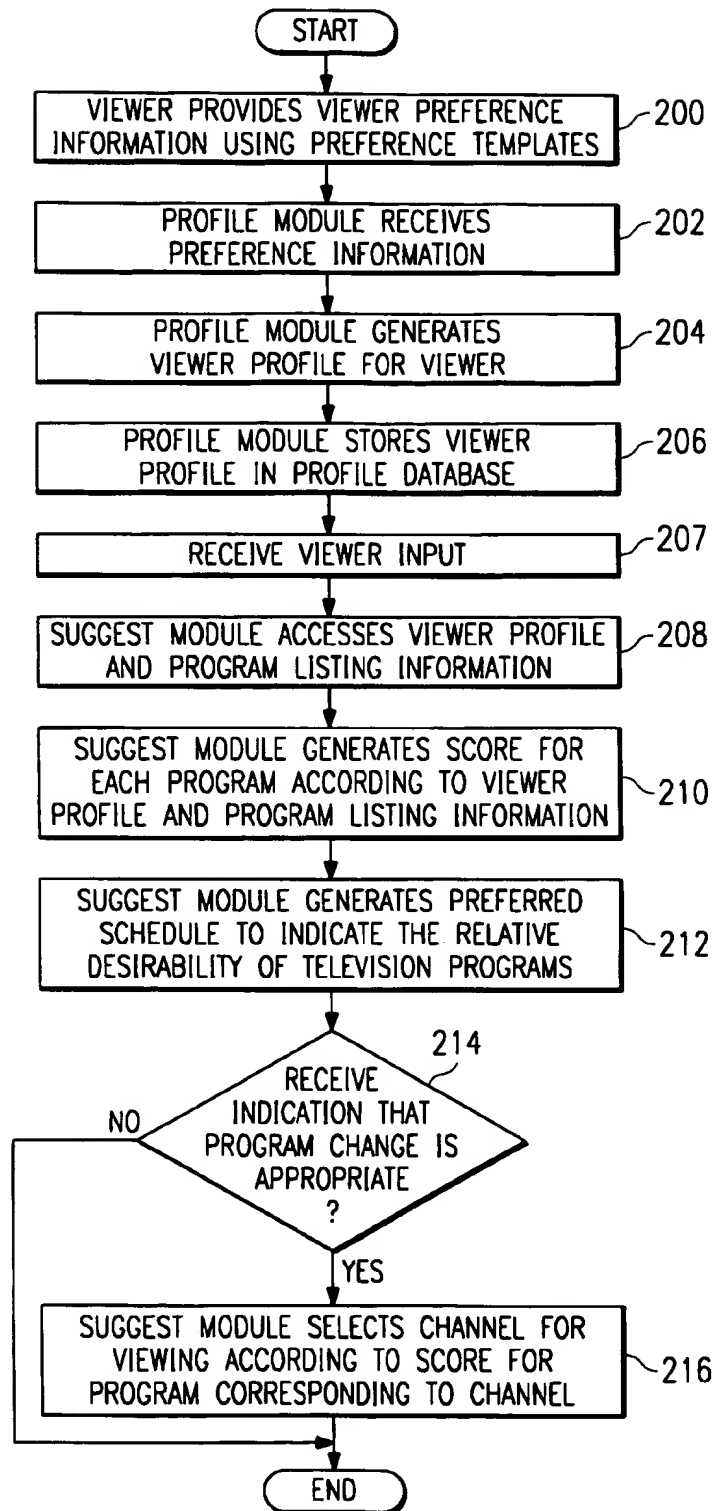 START
VIEWER PROVIDES VIEWER PREFERENCE
INFORMATION USING PREFERENCE TEMPLATES
200
PROFILE MODULE RECEIVES
PREFERENCE INFORMATION
202
PROFILE MODULE GENERATES
VIEWER PROFILE FOR VIEWER
204
PROFILE MODULE STORES VIEWER
PROFILE IN PROFILE DATABASE
206
RECEIVE VIEWER INPUT
207
SUGGEST MODULE ACCESSES VIEWER PROFILE
AND PROGRAM LISTING INFORMATION
208
SUGGEST MODULE GENERATES SCORE FOR
EACH PROGRAM ACCORDING TO VIEWER
PROFILE AND PROGRAM LISTING INFORMATION
210
SUGGEST MODULE GENERATES PREFERRED
SCHEDULE TO INDICATE THE RELATIVE
DESIRABILITY OF TELEVISION PROGRAMS
212
214
RECEIVE
INDICATION THAT
PROGRAM CHANGE IS
APPROPRIATE
?
NO
YES
SUGGEST MODULE SELECTS CHANNEL FOR
VIEWING ACCORDING TO SCORE FOR
PROGRAM CORRESPONDING TO CHANNEL
216
END